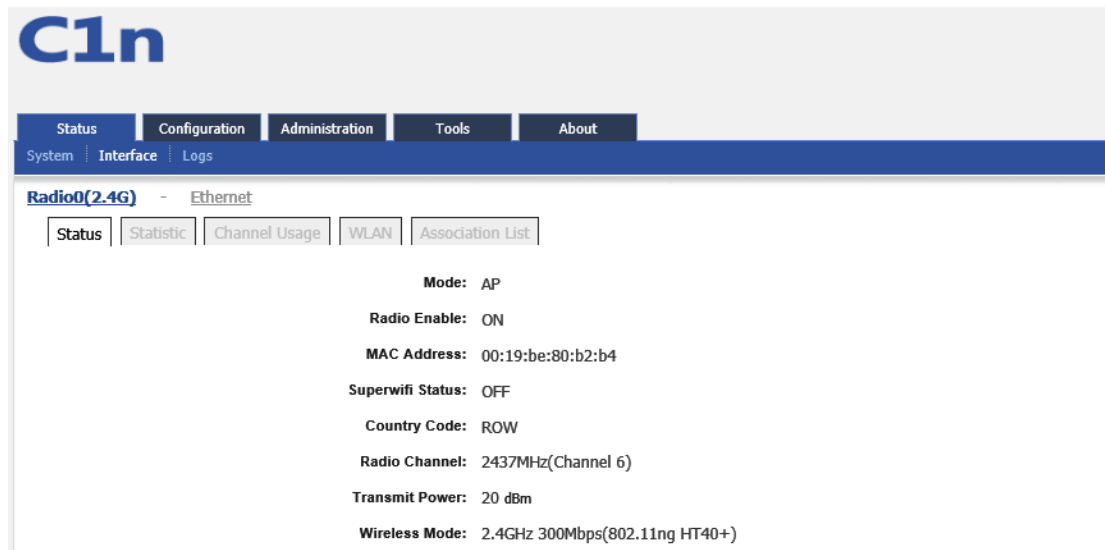 C1n
Status Configuration Administration Tools About
System Interface Logs
Radio0(2.4G) - Ethernet
Status Statistic Channel Usage WLAN Association List
Mode: AP
Radio Enable: ON
MAC Address: 00:19:be:80:b2:b4
Superwifi Status: OFF
Country Code: ROW
Radio Channel: 2437MHz(Channel 6)
Transmit Power: 20 dBm
Wireless Mode: 2.4GHz 300Mbps(802.11ng HT40+)